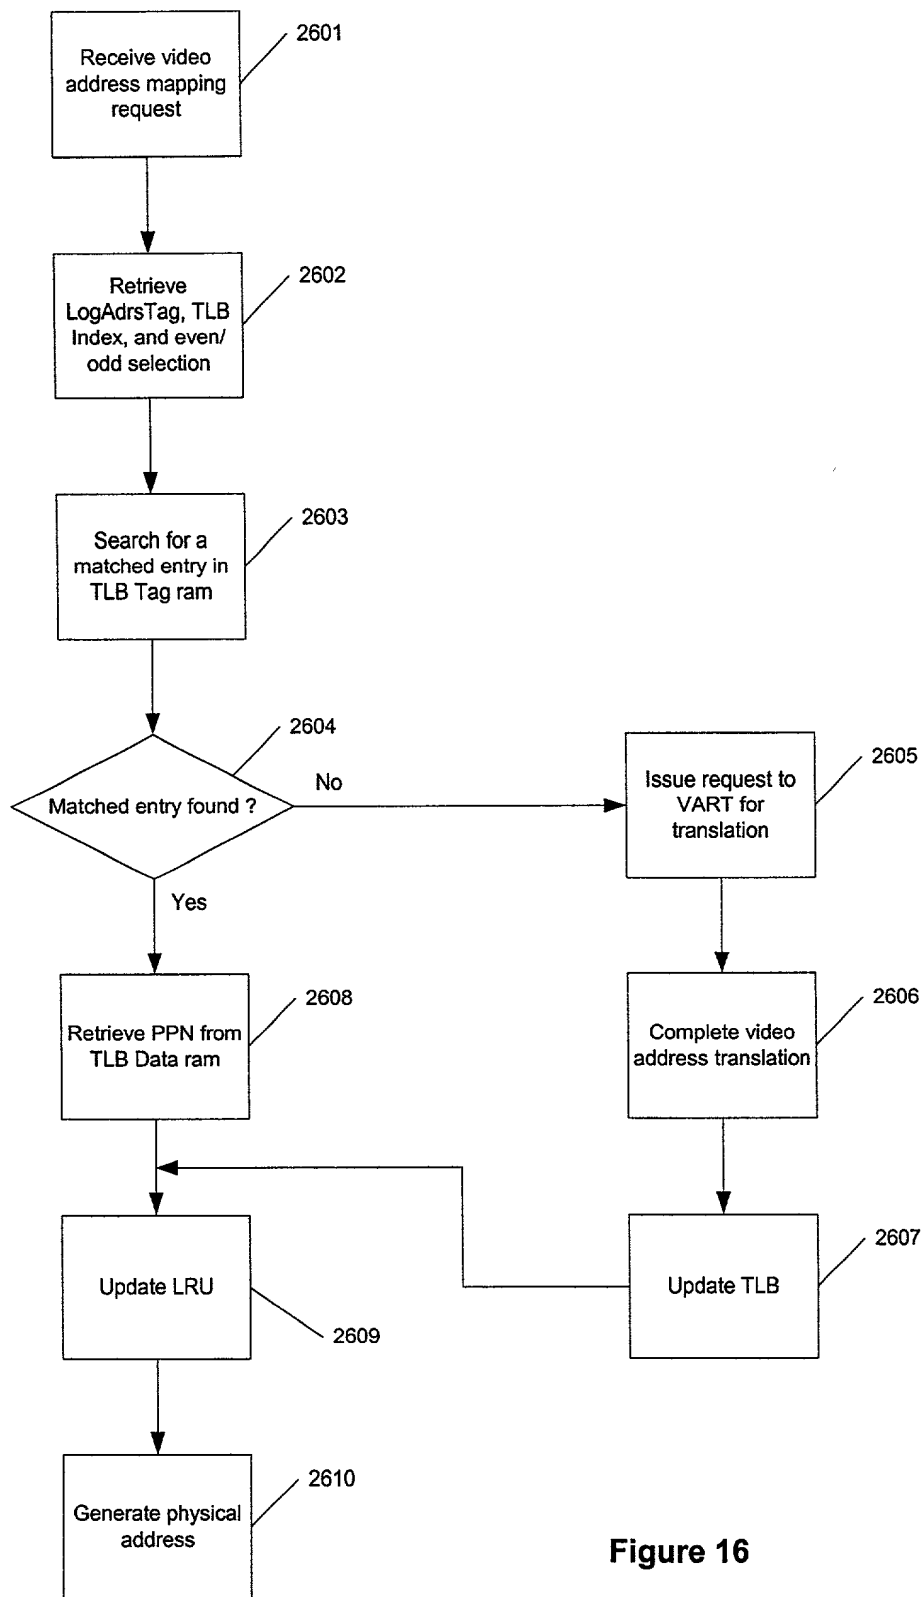 2601
Receive video
address mapping
request
2602
Retrieve
LogAdrsTag, TLB
Index, and even/
odd selection
2603
Search for a
matched entry in
TLB Tag ram
2604
Matched entry found ?
No
Yes
2605
Issue request to
VART for
translation
2608
Retrieve PPN from
TLB Data ram
2606
Complete video
address translation
2607
Update TLB
Update LRU
2609
2610
Generate physical
address
Figure 16